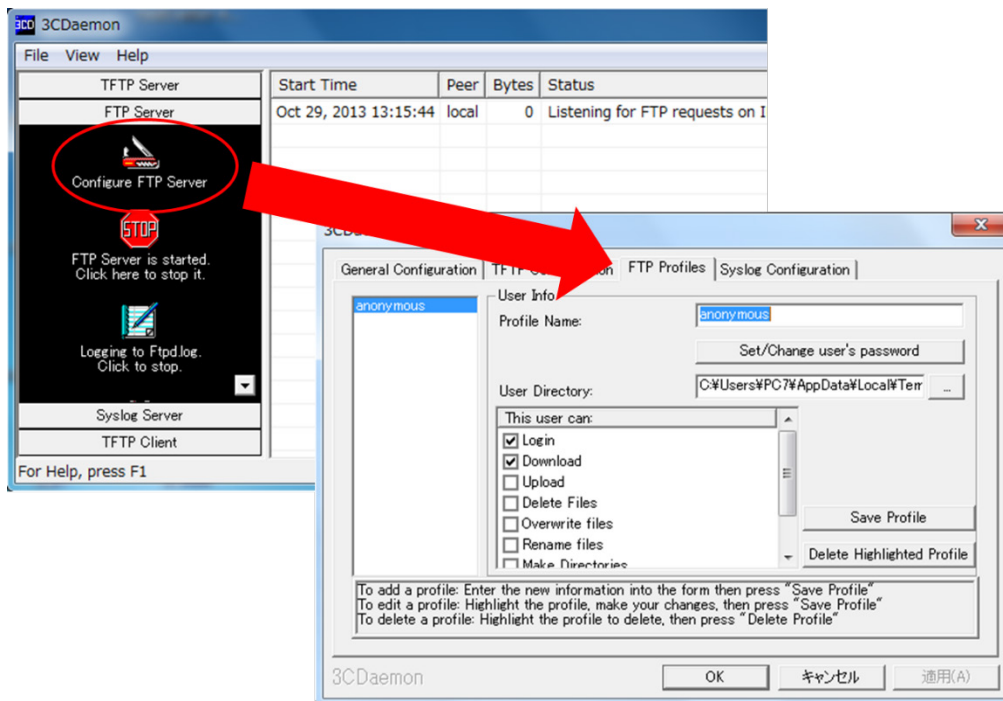 3CO 3CDaemon
File View Help
TFTP Server
FTP Server
Configure FTP Server
STOP
FTP Server is started.
Click here to stop it.
Logging to Ftpd.log.
Click to stop.
Syslog Server
TFTP Client
For Help, press F1
Start Time Peer Bytes Status
Oct 29, 2013 13:15:44 local 0 Listening for FTP requests on I
General Configuration FTP Profiles Syslog Configuration
anonymous
User Info
Profile Name: anonymous
Set/Change user's password
User Directory: C:¥Users¥PC7¥AppData¥Local¥Tem ...
This user can:
Login
Download
Upload
Delete Files
Overwrite files
Rename files
Make Directories
Save Profile
Delete Highlighted Profile
To add a profile: Enter the new information into the form then press "Save Profile"
To edit a profile: Highlight the profile, make your changes, then press "Save Profile"
To delete a profile: Highlight the profile to delete, then press "Delete Profile"
3CDaemon
OK キャンセル 適用(A)